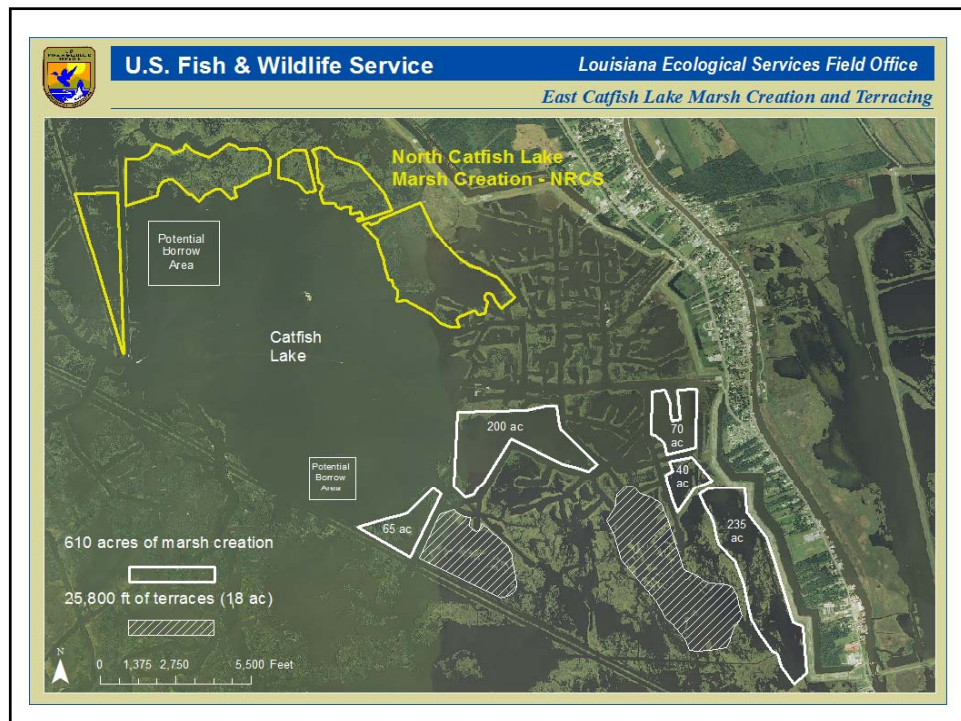 U.S. Fish & Wildlife Service
Louisiana Ecological Services Field Office
East Catfish Lake Marsh Creation and Terracing
North Catfish Lake
Marsh Creation - NRCS
Potential
Borrow
Area
Catfish
Lake
200 ac
70
ac
40
ac
Potential
Borrow
Area
65 ac
235
ac
610 acres of marsh creation
25,800 ft of terraces (18 ac)
N
0 1,375 2,750 5,500 Feet